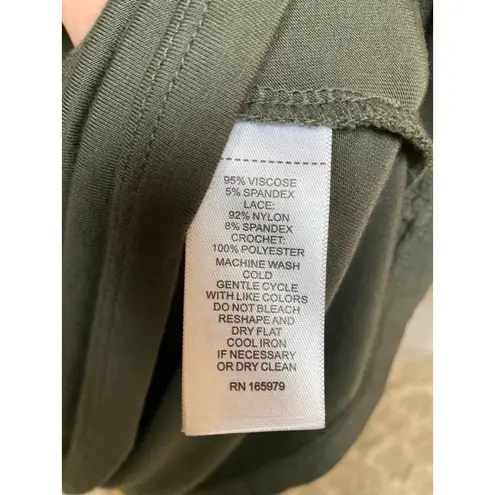 95% VISCOSE
5% SPANDEX
LACE:
92% NYLON
8% SPANDEX
CROCHET:
100% POLYESTER
MACHINE WASH
COLD
GENTLE CYCLE
WITH LIKE COLORS
DO NOT BLEACH
RESHAPE AND
DRY FLAT
COOL IRON
IF NECESSARY
OR DRY CLEAN
RN 165979